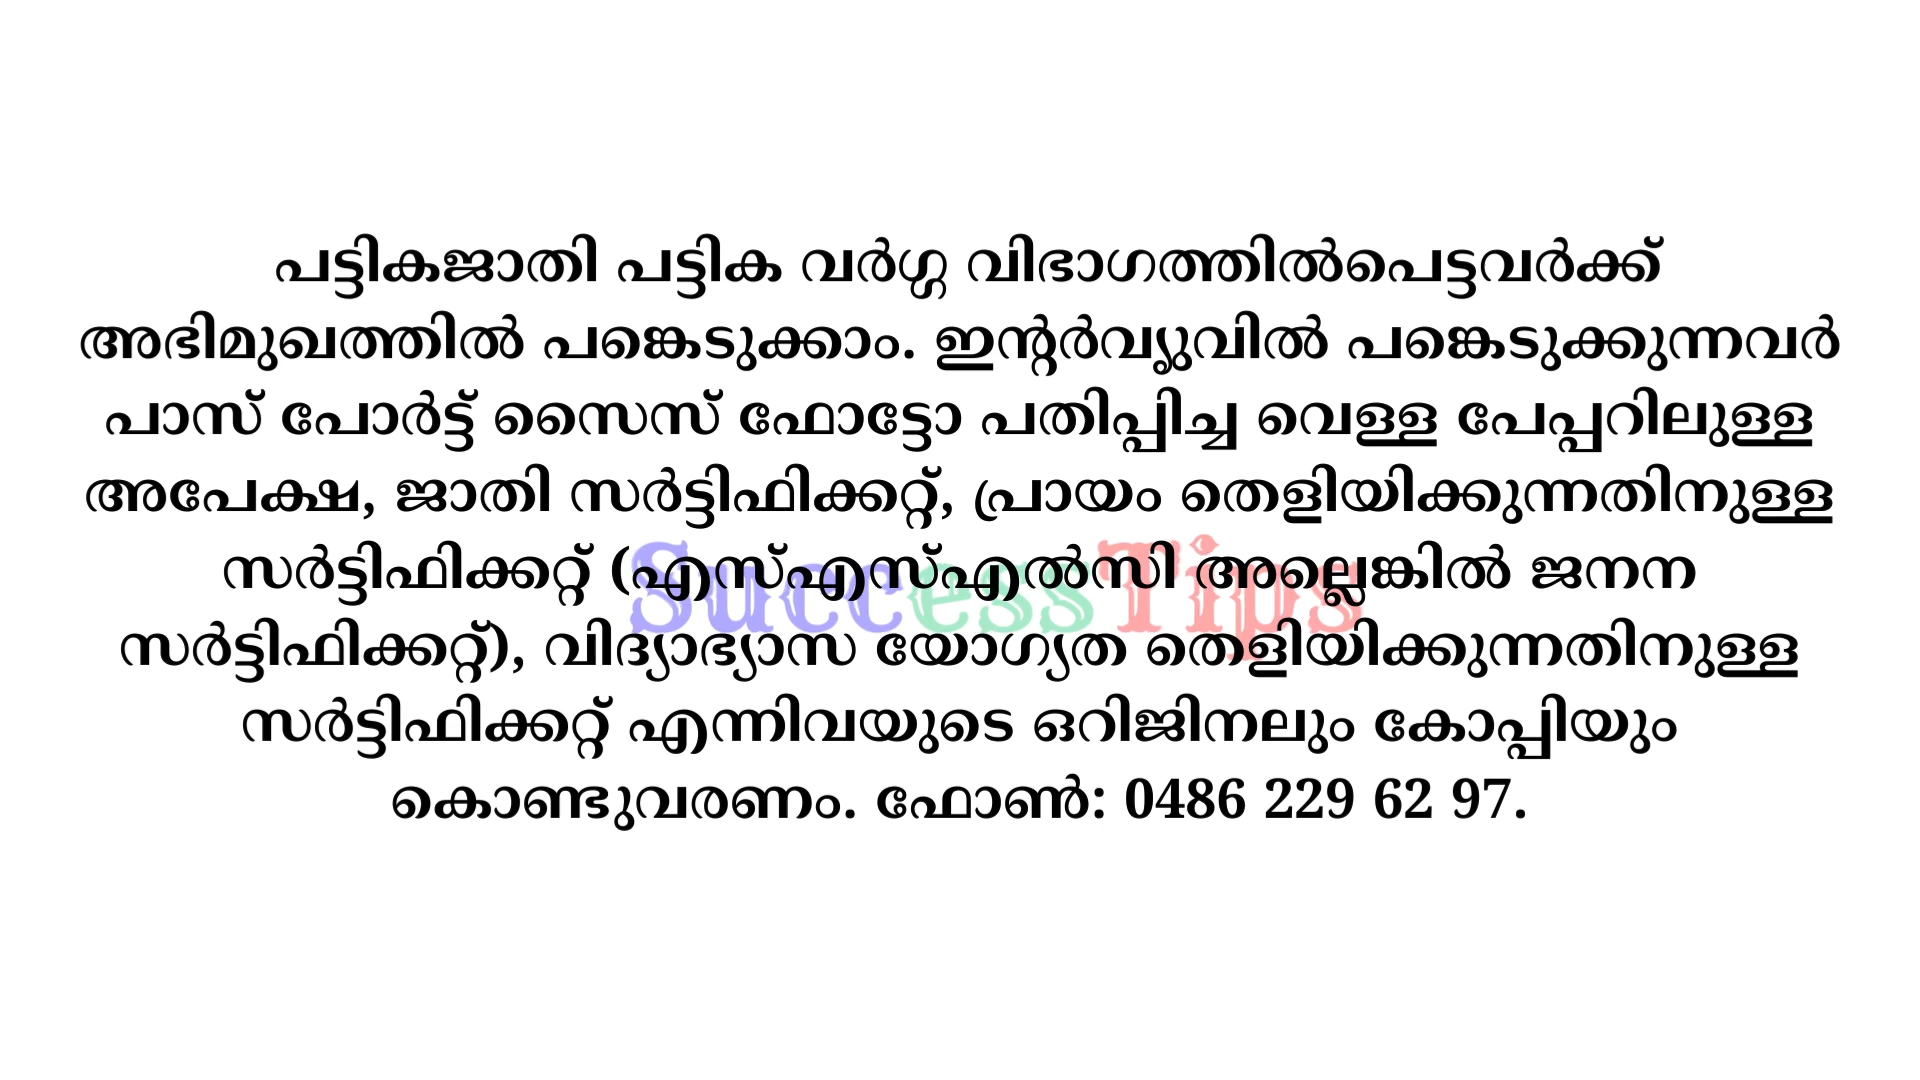 പട്ടികജാതി പട്ടിക വർഗ്ഗ വിഭാഗത്തിൽപെട്ടവർക്ക്
അഭിമുഖത്തിൽ പങ്കെടുക്കാം. ഇന്റർവ്യൂവിൽ പങ്കെടുക്കുന്നവർ
പാസ് പോർട്ട് സൈസ് ഫോട്ടോ പതിപ്പിച്ച വെള്ള പേപ്പറിലുള്ള
അപേക്ഷ, ജാതി സർട്ടിഫിക്കറ്റ്, പ്രായം തെളിയിക്കുന്നതിനുള്ള
സർട്ടിഫിക്കറ്റ് (എസ്എസ്എൽസി അല്ലെങ്കിൽ ജനന
SuccessTips
സർട്ടിഫിക്കറ്റ്), വിദ്യാഭ്യാസ യോഗ്യത തെളിയിക്കുന്നതിനുള്ള
സർട്ടിഫിക്കറ്റ് എന്നിവയുടെ ഒറിജിനലും കോപ്പിയും
കൊണ്ടുവരണം. ഫോൺ: 0486 229 62 97.